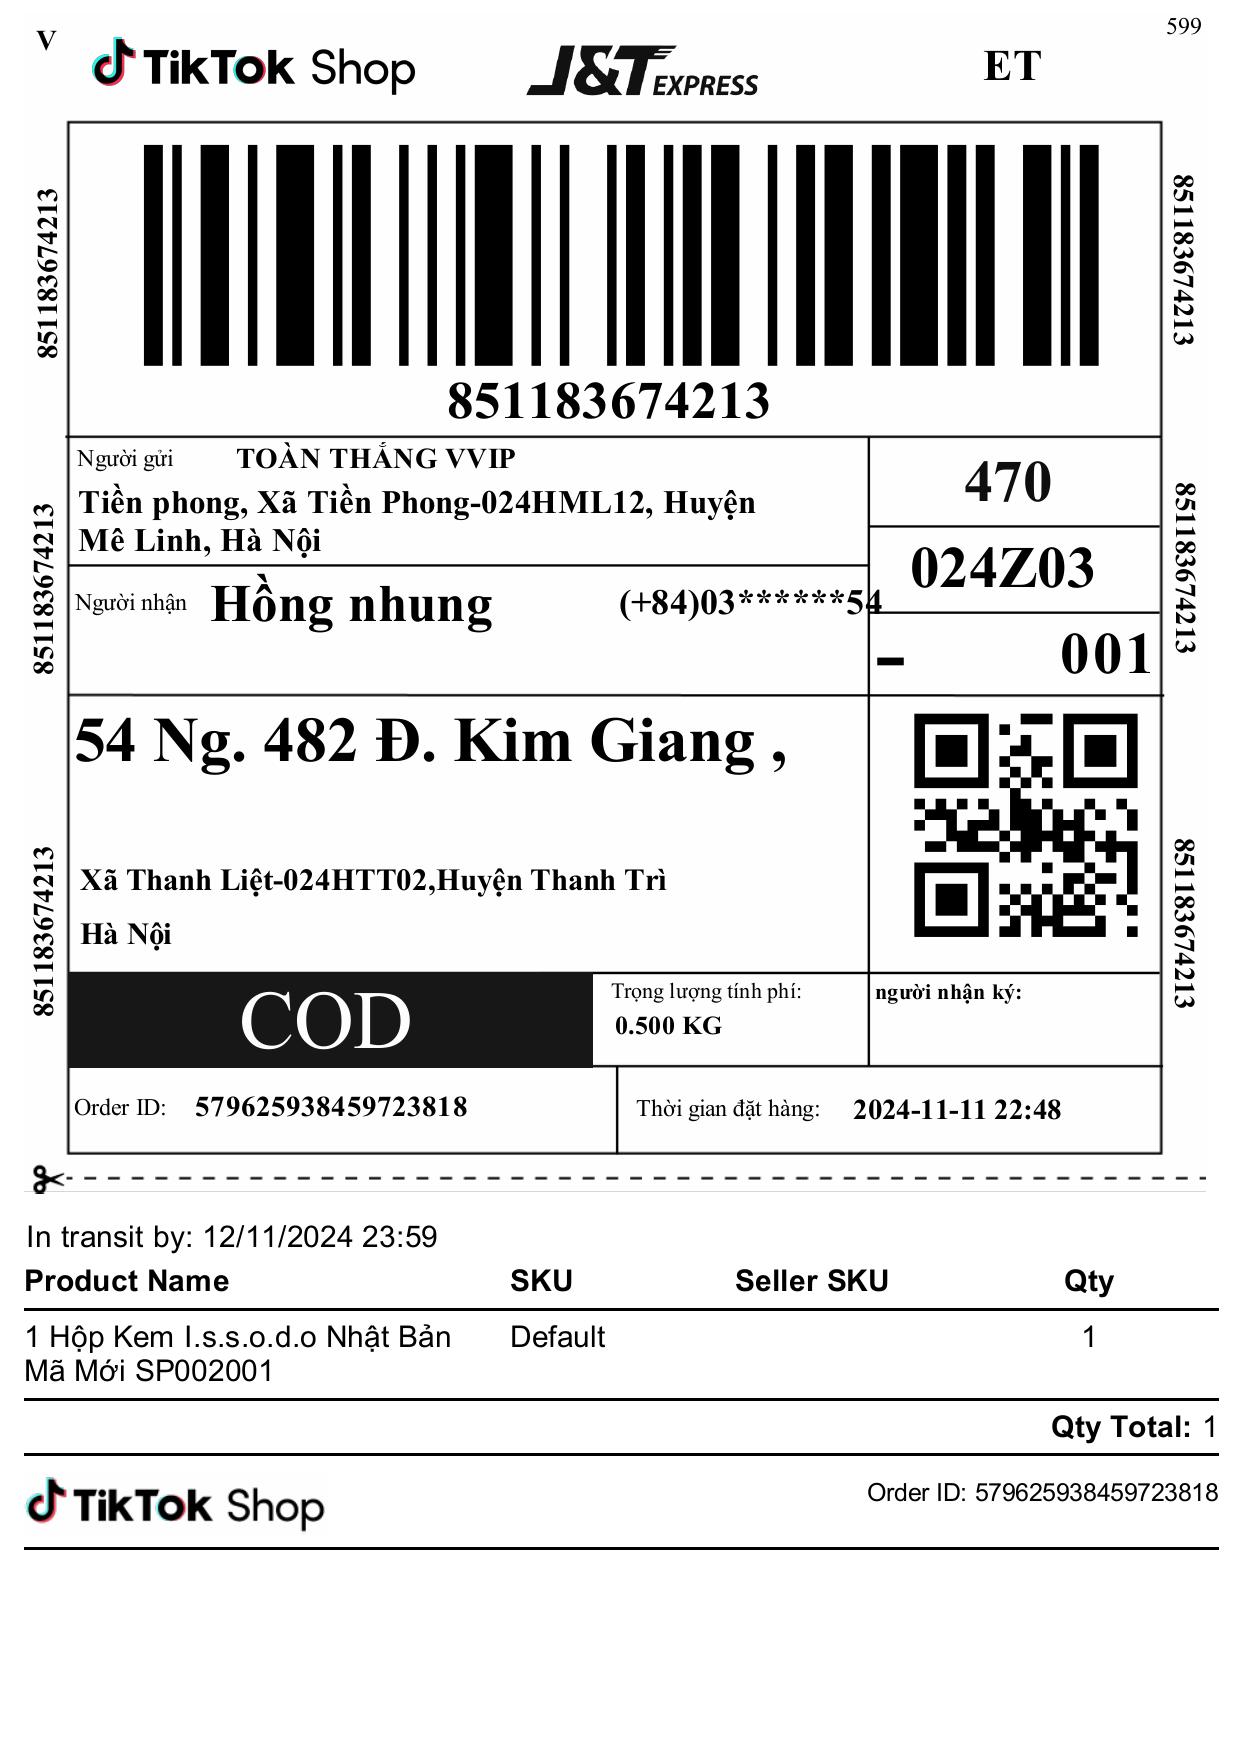 599
V
TikTok Shop
J&T EXPRESS
ET
851183674213
851183674213
851183674213
Người gửi TOÀN THẮNG VVIP
Tiền phong, Xã Tiền Phong-024HML12, Huyện
Mê Linh, Hà Nội
470
024Z03
851183674213
851183674213
Người nhận Hồng nhung (+84)03******54
- 001
54 Ng. 482 Đ. Kim Giang ,
Xã Thanh Liệt-024HTT02,Huyện Thanh Trì
Hà Nội
851183674213
851183674213
COD
Trọng lượng tính phí:
0.500 KG
người nhận ký:
Order ID: 579625938459723818
Thời gian đặt hàng: 2024-11-11 22:48
In transit by: 12/11/2024 23:59
Product Name SKU Seller SKU Qty
1 Hộp Kem I.s.s.o.d.o Nhật Bản Default 1
Mã Mới SP002001
Qty Total: 1
TikTok Shop
Order ID: 579625938459723818